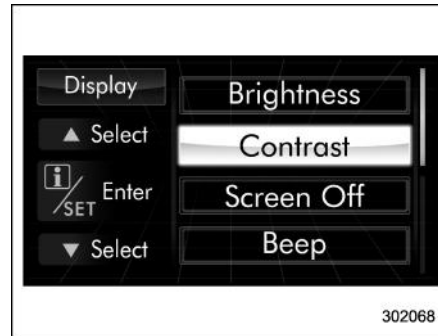 Display
▲ Select
i/SET Enter
▼ Select
Brightness
Contrast
Screen Off
Beep
302068